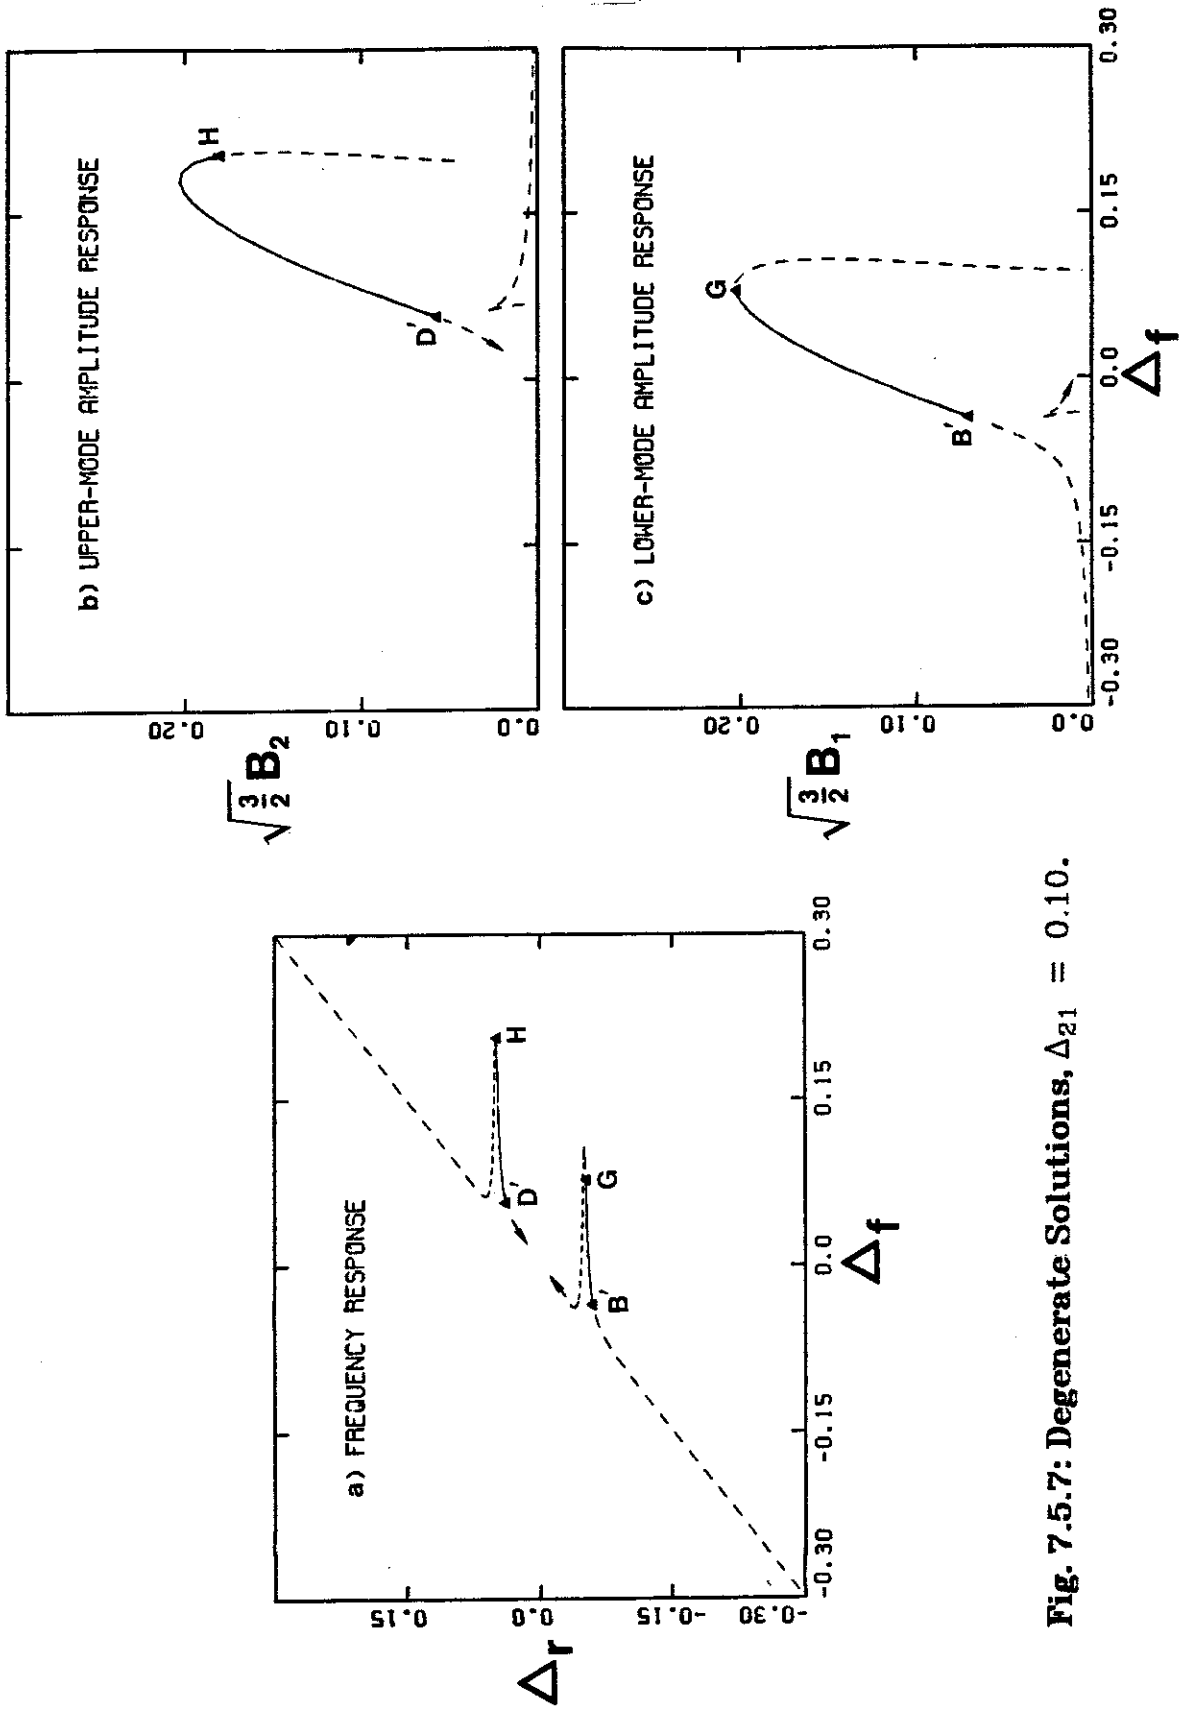 a) FREQUENCY RESPONSE
Δr
0.15
0.0
-0.15
-0.30
-0.30
-0.15
0.0
0.15
0.30
Δf
H
D'
G
B'
b) UPPER-MODE AMPLITUDE RESPONSE
√3/2 B₂
0.20
0.10
0.0
H
D'
c) LOWER-MODE AMPLITUDE RESPONSE
√3/2 B₁
0.20
0.10
0.0
G
B'
-0.30
-0.15
0.0
0.15
0.30
Δf
Fig. 7.5.7: Degenerate Solutions, Δ₂₁ = 0.10.